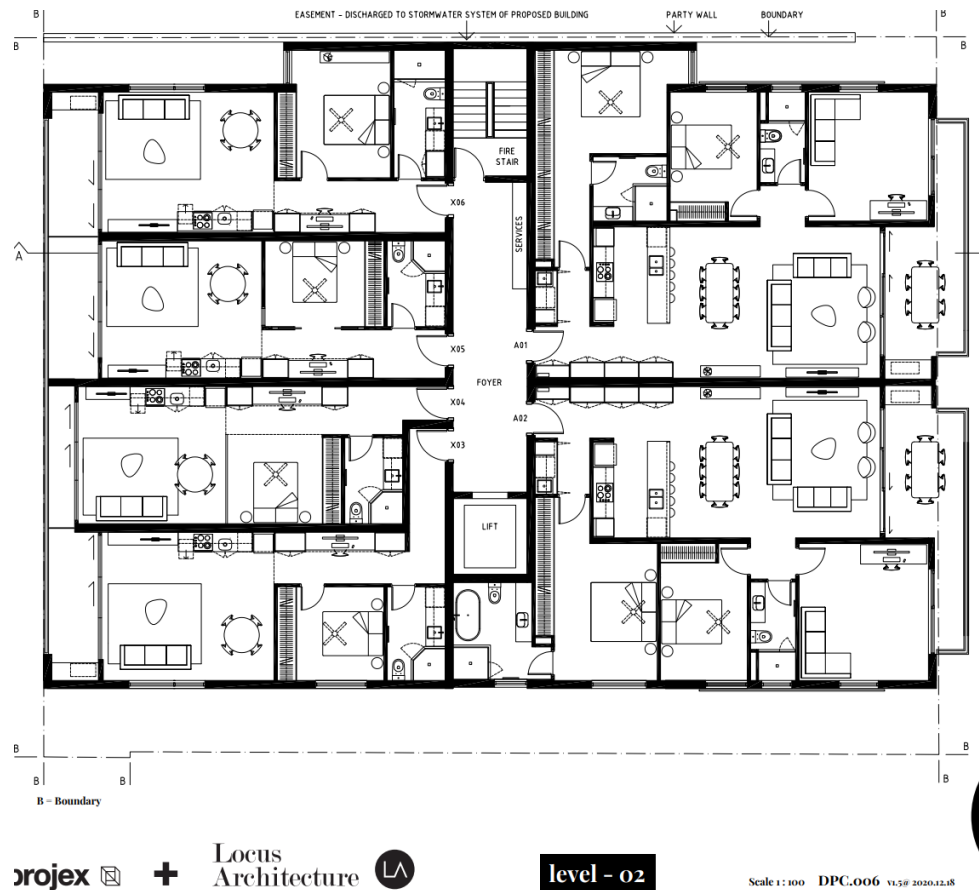 EASEMENT - DISCHARGED TO STORMWATER SYSTEM OF PROPOSED BUILDING
PARTY WALL
BOUNDARY
B
B
B
B
FIRE
STAIR
X06
SERVICES
A
X05
A01
FOYER
X04
A02
X03
LIFT
B
B
B
B
B
B = Boundary
projex
+
Locus
Architecture
LA
level - 02
Scale 1 : 100
DPC.006
v1.5@ 2020.12.18